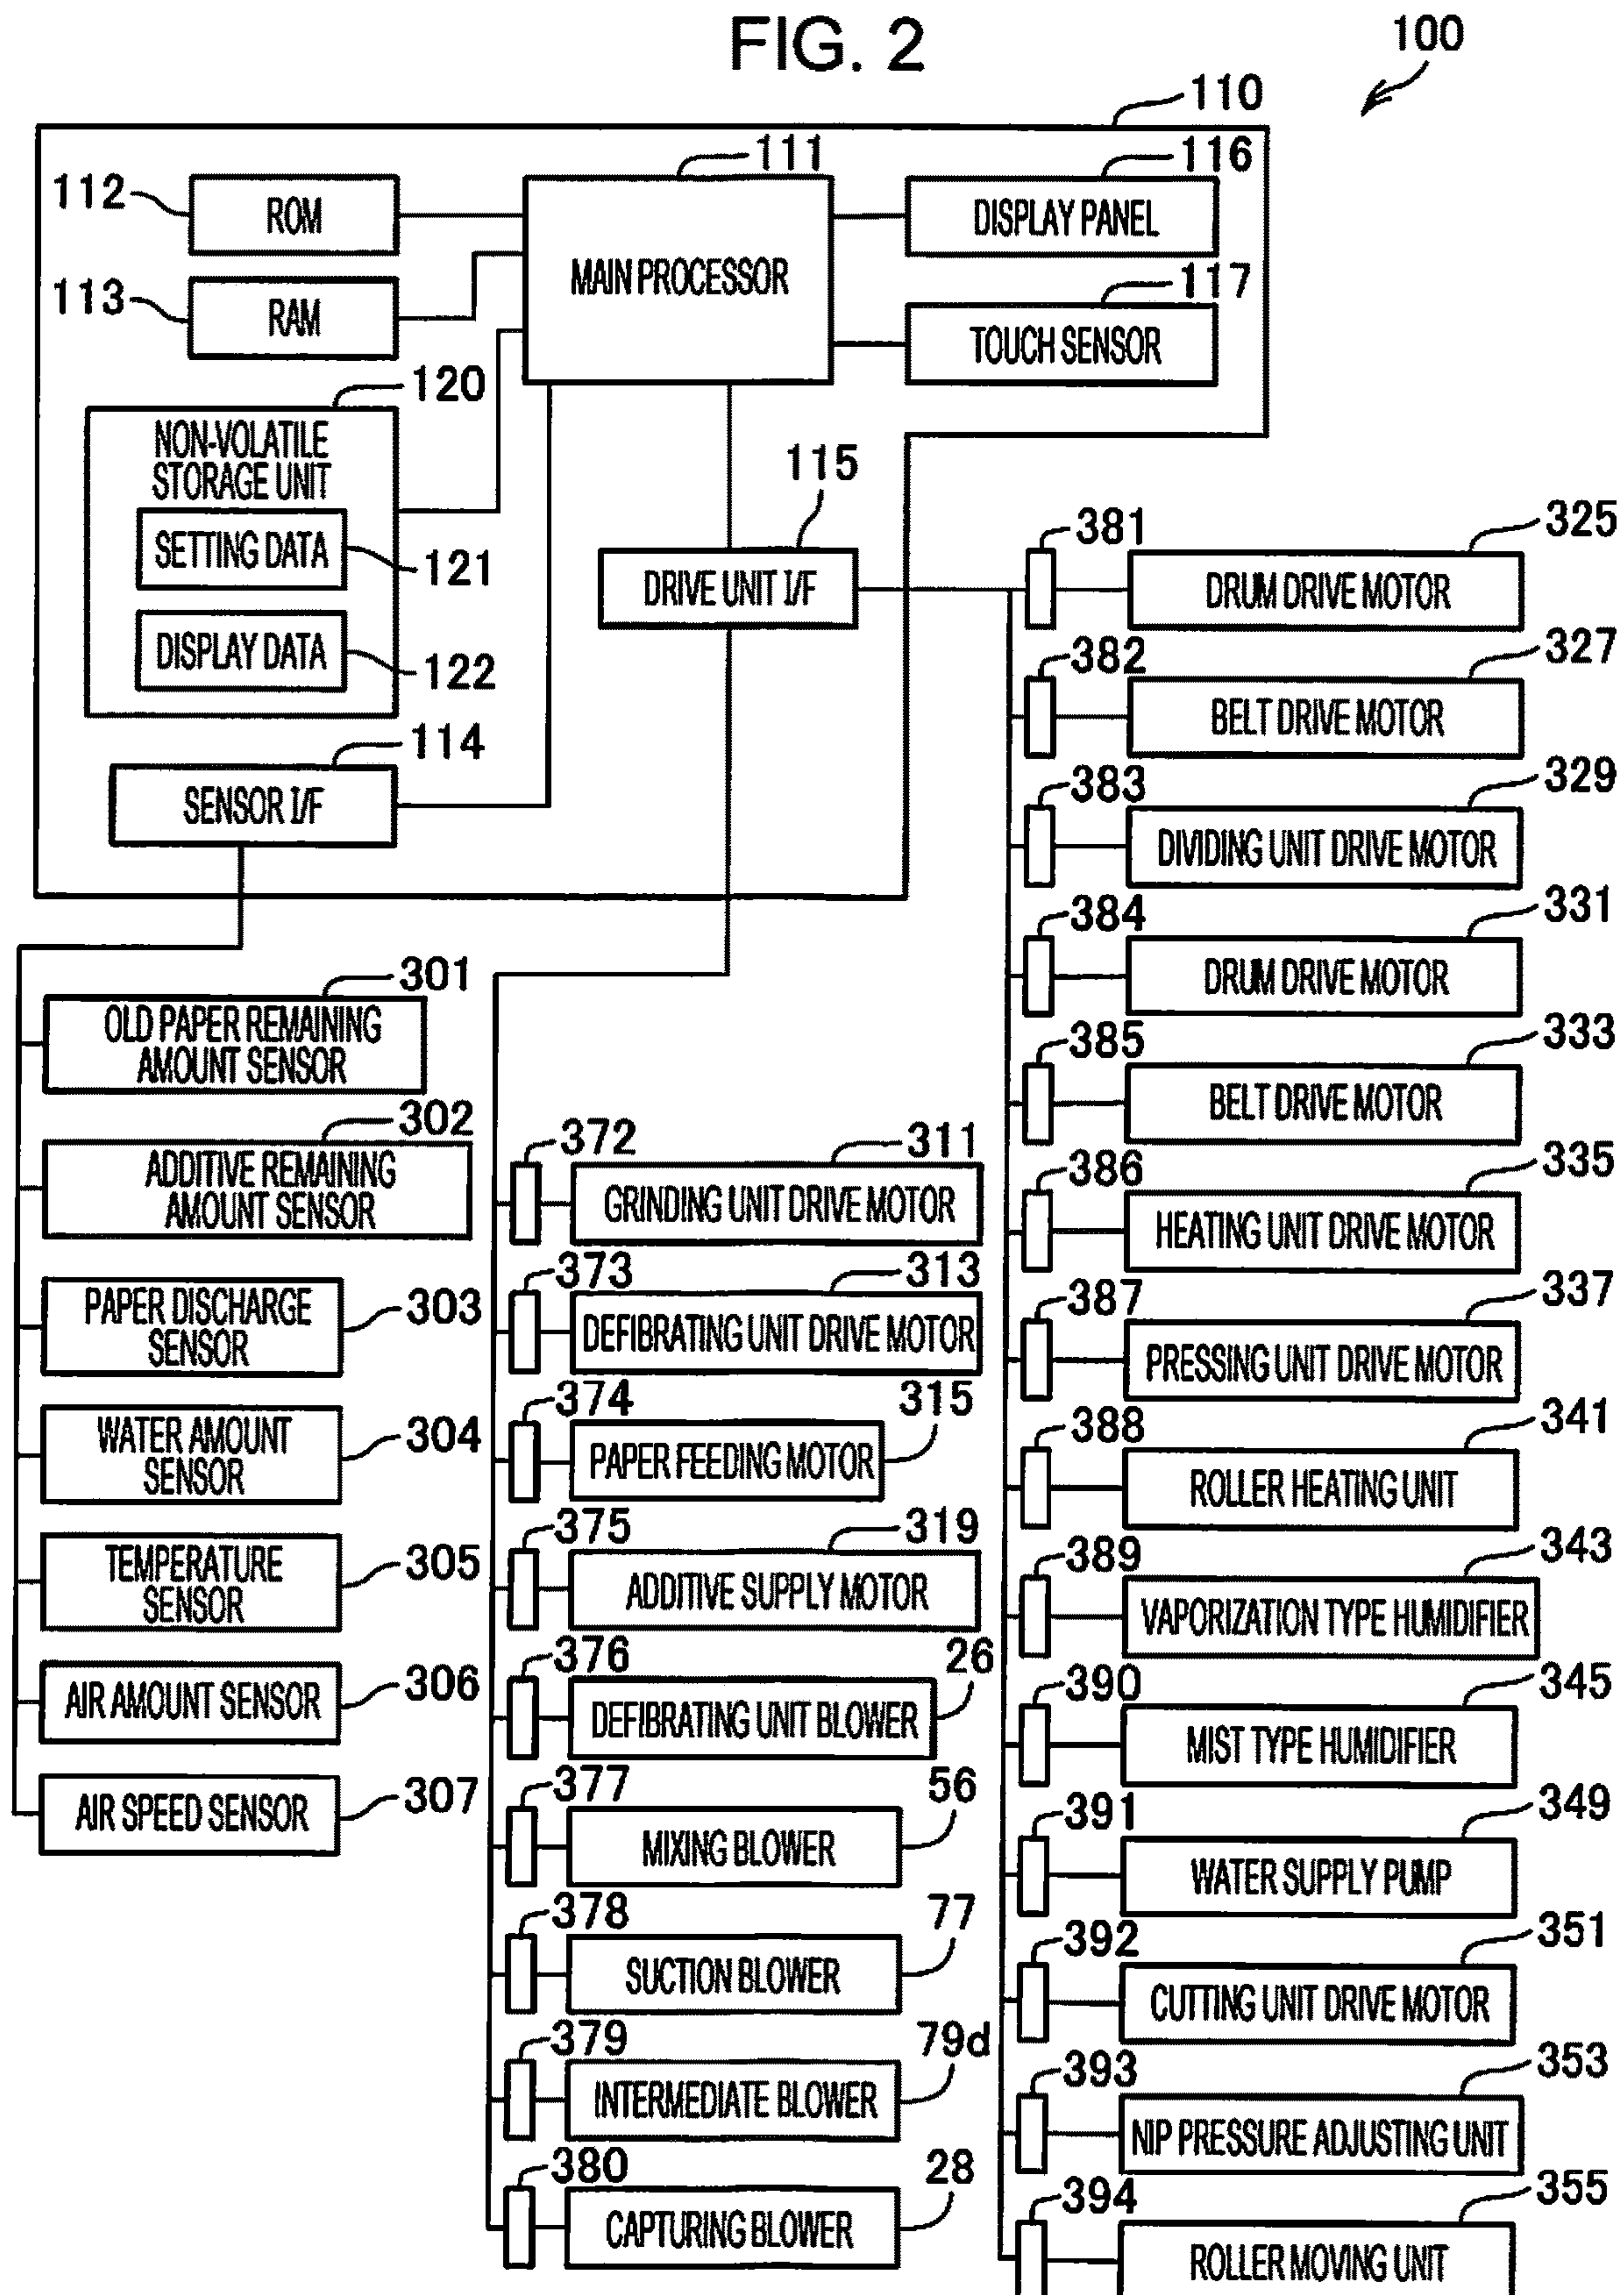 FIG. 2
100
110
111
116
112
ROM
MAIN PROCESSOR
DISPLAY PANEL
113
RAM
117
TOUCH SENSOR
120
NON-VOLATILE
STORAGE UNIT
SETTING DATA
121
DISPLAY DATA
122
115
DRIVE UNIT I/F
114
SENSOR I/F
301
OLD PAPER REMAINING
AMOUNT SENSOR
302
ADDITIVE REMAINING
AMOUNT SENSOR
PAPER DISCHARGE
SENSOR
303
WATER AMOUNT
SENSOR
304
TEMPERATURE
SENSOR
305
AIR AMOUNT SENSOR
306
AIR SPEED SENSOR
307
372
311
GRINDING UNIT DRIVE MOTOR
373
313
DEFIBRATING UNIT DRIVE MOTOR
374
315
PAPER FEEDING MOTOR
375
319
ADDITIVE SUPPLY MOTOR
376
26
DEFIBRATING UNIT BLOWER
377
56
MIXING BLOWER
378
77
SUCTION BLOWER
379
79d
INTERMEDIATE BLOWER
380
28
CAPTURING BLOWER
381
325
DRUM DRIVE MOTOR
382
327
BELT DRIVE MOTOR
383
329
DIVIDING UNIT DRIVE MOTOR
384
331
DRUM DRIVE MOTOR
385
333
BELT DRIVE MOTOR
386
335
HEATING UNIT DRIVE MOTOR
387
337
PRESSING UNIT DRIVE MOTOR
388
341
ROLLER HEATING UNIT
389
343
VAPORIZATION TYPE HUMIDIFIER
390
345
MIST TYPE HUMIDIFIER
391
349
WATER SUPPLY PUMP
392
351
CUTTING UNIT DRIVE MOTOR
393
353
NIP PRESSURE ADJUSTING UNIT
394
355
ROLLER MOVING UNIT